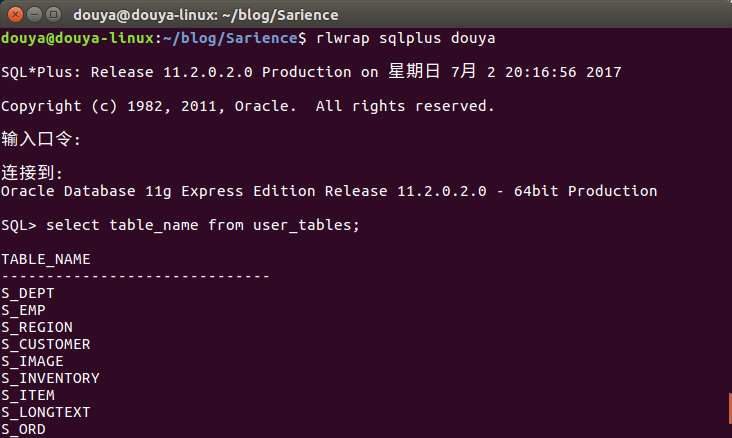 douya@douya-linux: ~/blog/Sarience
douya@douya-linux:~/blog/Sarience$ rlwrap sqlplus douya
SQL*Plus: Release 11.2.0.2.0 Production on 星期日 7月 2 20:16:56 2017
Copyright (c) 1982, 2011, Oracle.  All rights reserved.
输入口令:
连接到:
Oracle Database 11g Express Edition Release 11.2.0.2.0 - 64bit Production
SQL> select table_name from user_tables;
TABLE_NAME
------------------------------
S_DEPT
S_EMP
S_REGION
S_CUSTOMER
S_IMAGE
S_INVENTORY
S_ITEM
S_LONGTEXT
S_ORD